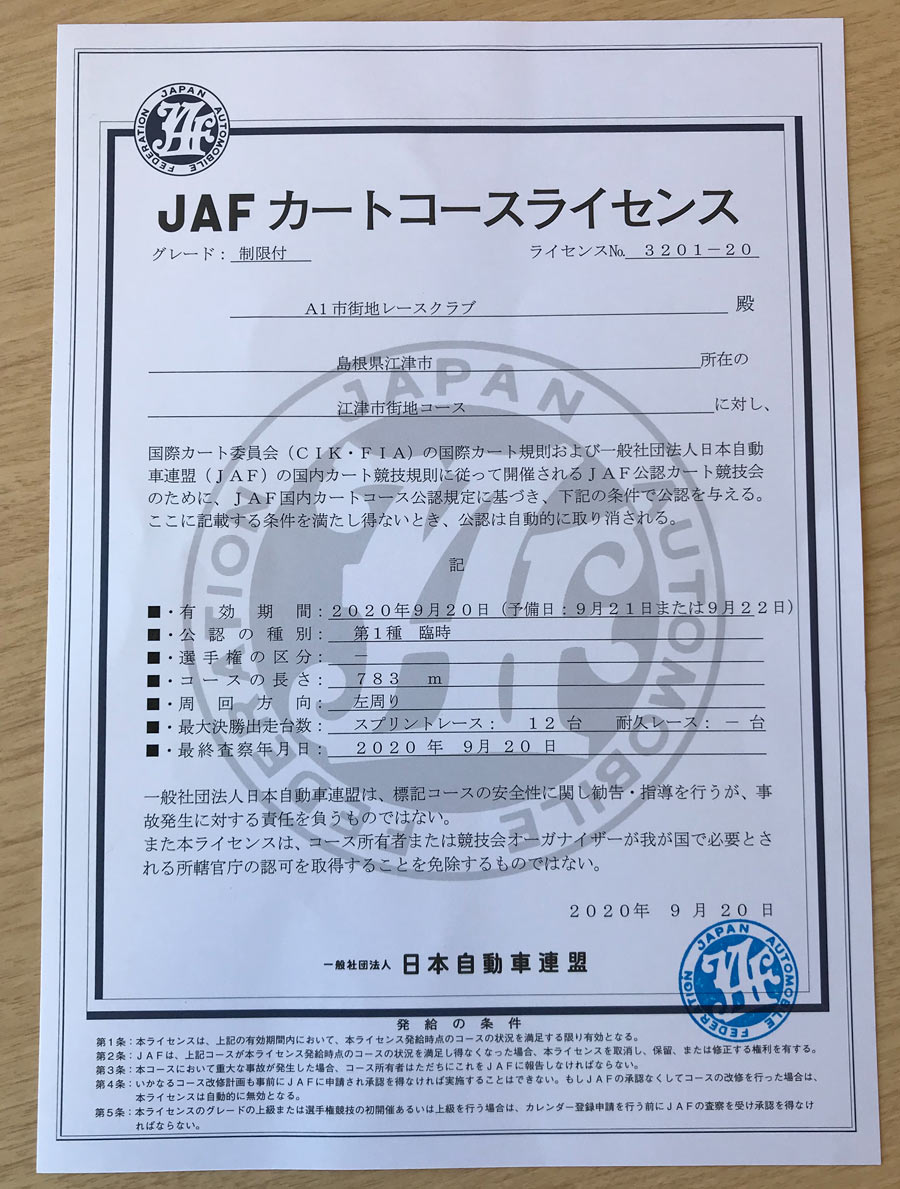 JAPAN AUTOMOBILE FEDERATION
JAF
JAF カートコースライセンス
グレード： 制限付 ライセンス№ 3201－20
A1市街地レースクラブ 殿
島根県江津市 所在の
江津市街地コース に対し、
国際カート委員会（ＣＩＫ・ＦＩＡ）の国際カート規則および一般社団法人日本自動
車連盟（ＪＡＦ）の国内カート競技規則に従って開催されるＪＡＦ公認カート競技会
のために、ＪＡＦ国内カートコース公認規定に基づき、下記の条件で公認を与える。
ここに記載する条件を満たし得ないとき、公認は自動的に取り消される。
記
■・有効期間：２０２０年９月２０日（予備日：９月２１日または９月２２日）
■・公認の種別： 第１種 臨時
■・選手権の区分： －
■・コースの長さ： ７８３ ｍ
■・周回方向： 左周り
■・最大決勝出走台数： スプリントレース： １２ 台 耐久レース： － 台
■・最終査察年月日： ２０２０ 年 ９月 ２０ 日
一般社団法人日本自動車連盟は、標記コースの安全性に関し勧告・指導を行うが、事
故発生に対する責任を負うものではない。
また本ライセンスは、コース所有者または競技会オーガナイザーが我が国で必要とさ
れる所轄官庁の認可を取得することを免除するものではない。
２０２０年 ９ 月 ２０ 日
一般社団法人 日本自動車連盟
JAPAN AUTOMOBILE FEDERATION
JAF
発給の条件
第１条：本ライセンスは、上記の有効期間内において、本ライセンス発給時点のコースの状況を満足する限り有効となる。
第２条：ＪＡＦは、上記コースが本ライセンス発給時点のコースの状況を満足し得なくなった場合、本ライセンスを取消し、保留、または修正する権利を有する。
第３条：本コースにおいて重大な事故が発生した場合、コース所有者はただちにこれをＪＡＦに報告しなければならない。
第４条：いかなるコース改修計画も事前にＪＡＦに申請され承認を得なければ実施することはできない。もしＪＡＦの承認なくしてコースの改修を行った場合は、
本ライセンスは自動的に無効となる。
第５条：本ライセンスのグレードの上級または選手権競技の初開催あるいは上級を行う場合は、カレンダー登録申請を行う前にＪＡＦの査察を受け承認を得なけ
ればならない。
JAPAN AUTOMOBILE FEDERATION
JAF